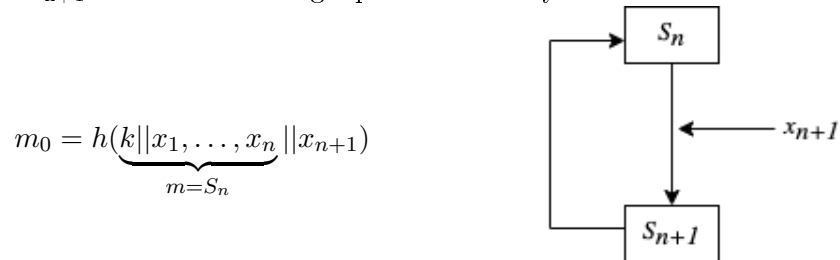 S_n
m_0 = h(k||x_1, . . . , x_n ||x_{n+1})
m=S_n
x_{n+1}
S_{n+1}